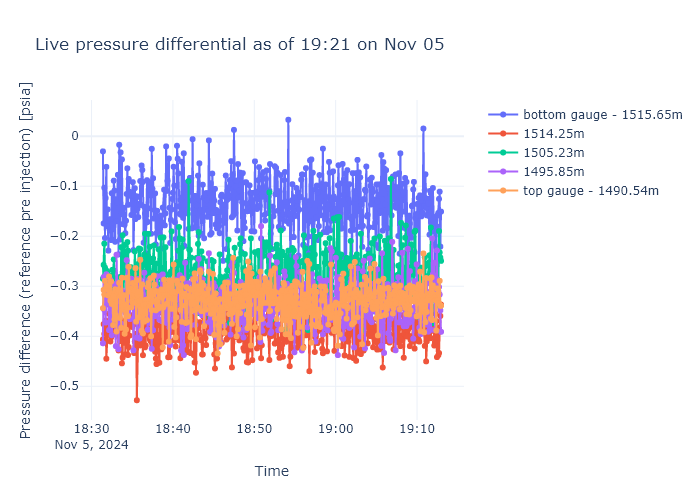 Live pressure differential as of 19:21 on Nov 05
Pressure difference (reference pre injection) [psia]
0
−0.1
−0.2
−0.3
−0.4
−0.5
18:30
Nov 5, 2024
18:40
18:50
19:00
19:10
Time
bottom gauge - 1515.65m
1514.25m
1505.23m
1495.85m
top gauge - 1490.54m